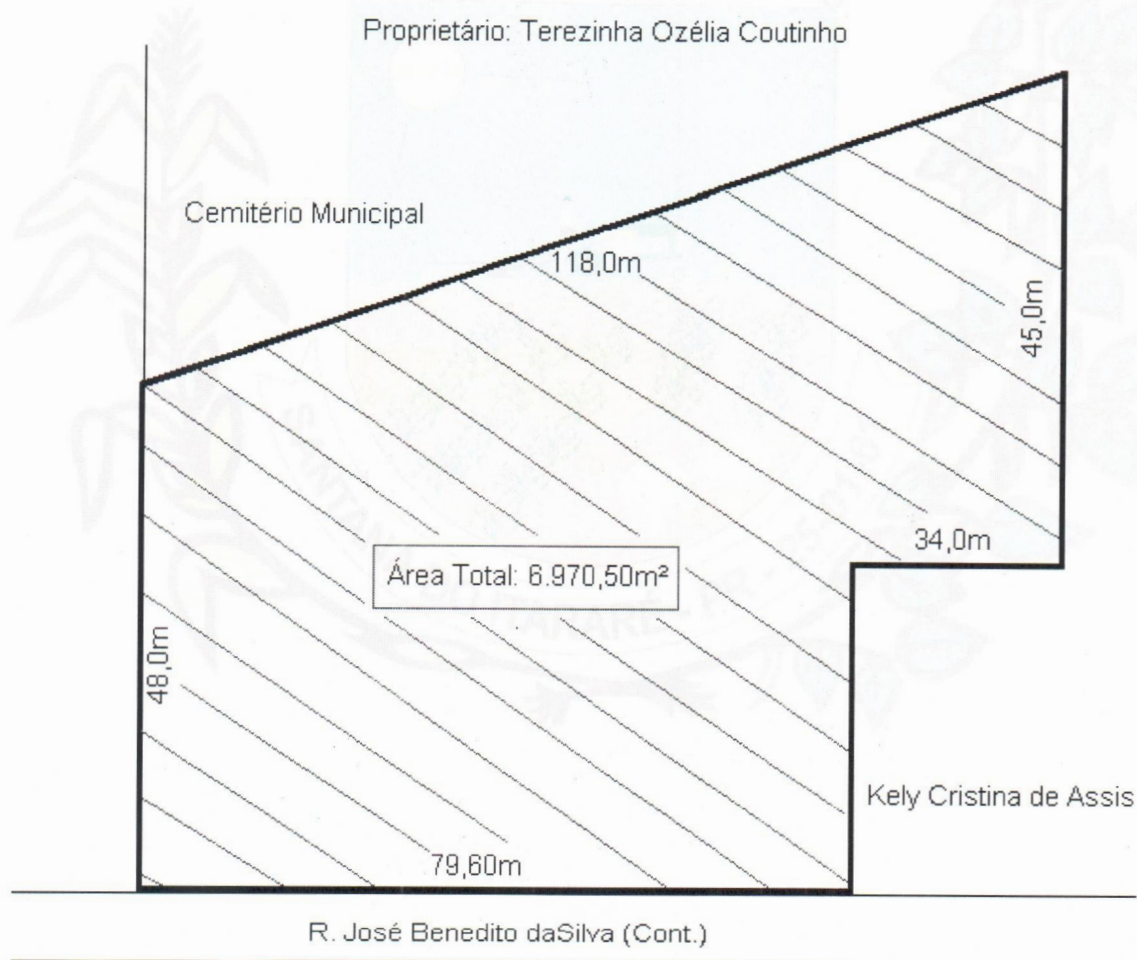 Proprietário: Terezinha Ozélia Coutinho
Cemitério Municipal
118,0m
45,0m
34,0m
Área Total: 6.970,50m²
48,0m
Kely Cristina de Assis
79,60m
R. José Benedito daSilva (Cont.)